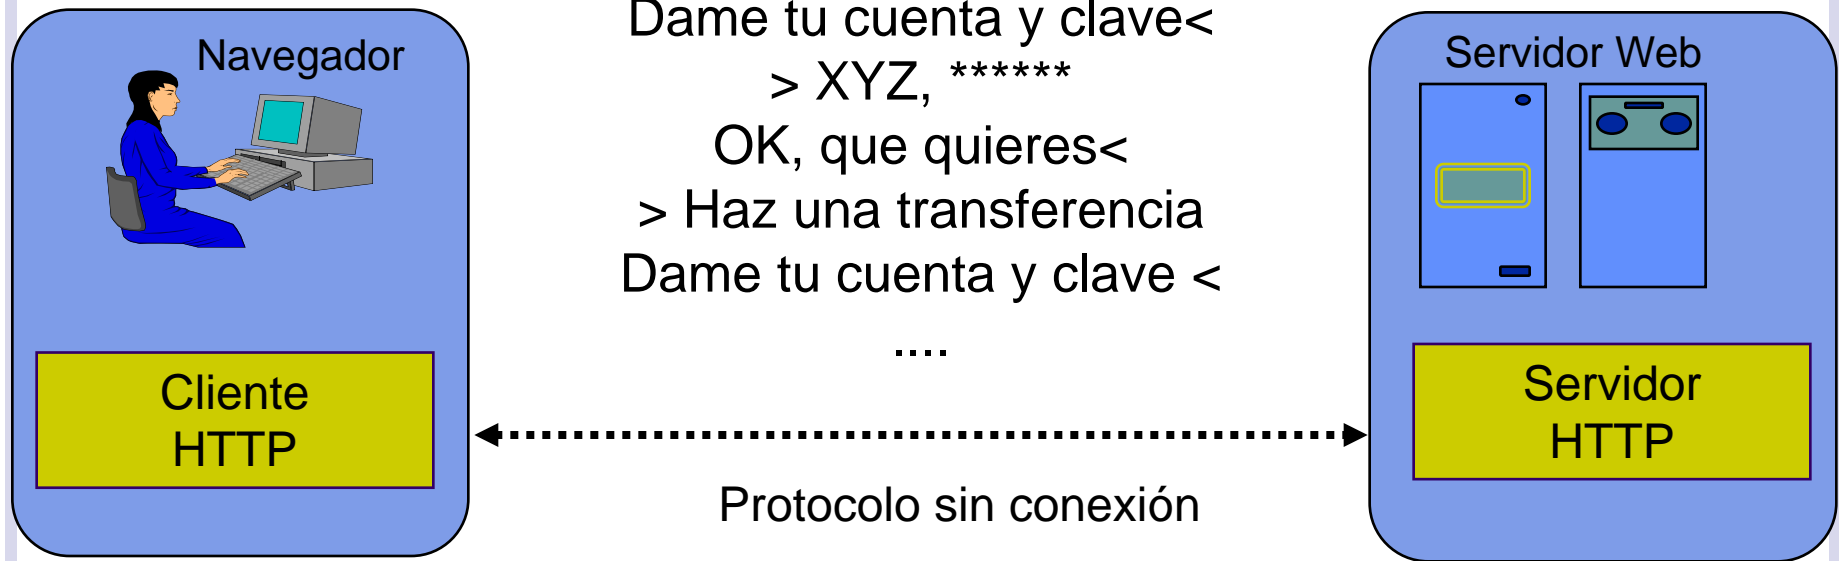 Navegador
Cliente
HTTP
Dame tu cuenta y clave<
> XYZ, ******
OK, que quieres<
> Haz una transferencia
Dame tu cuenta y clave <
....
Protocolo sin conexión
Servidor Web
Servidor
HTTP